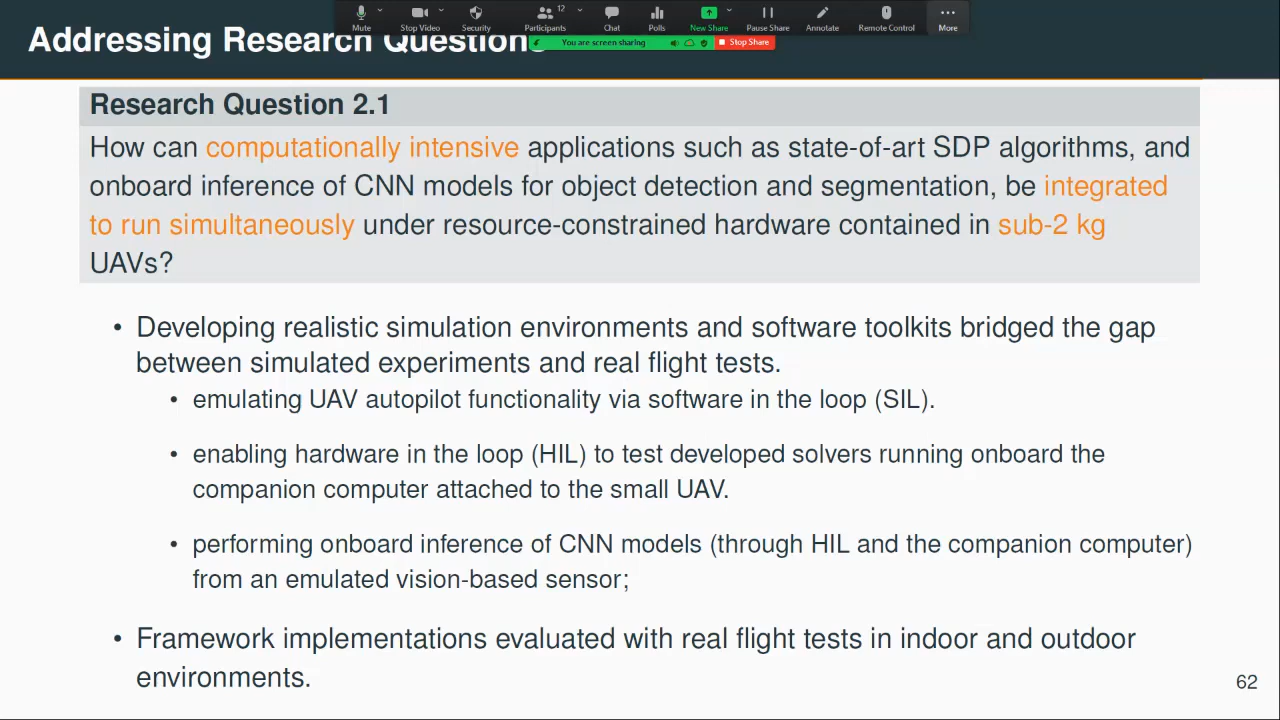 Mute
Stop Video
Security
Participants
12
Chat
Polls
New Share
Pause Share
Annotate
Remote Control
More
You are screen sharing
Stop Share
Addressing Research Questions
Research Question 2.1
How can computationally intensive applications such as state-of-art SDP algorithms, and
onboard inference of CNN models for object detection and segmentation, be integrated
to run simultaneously under resource-constrained hardware contained in sub-2 kg
UAVs?
• Developing realistic simulation environments and software toolkits bridged the gap
between simulated experiments and real flight tests.
• emulating UAV autopilot functionality via software in the loop (SIL).
• enabling hardware in the loop (HIL) to test developed solvers running onboard the
companion computer attached to the small UAV.
• performing onboard inference of CNN models (through HIL and the companion computer)
from an emulated vision-based sensor;
• Framework implementations evaluated with real flight tests in indoor and outdoor
environments.
62